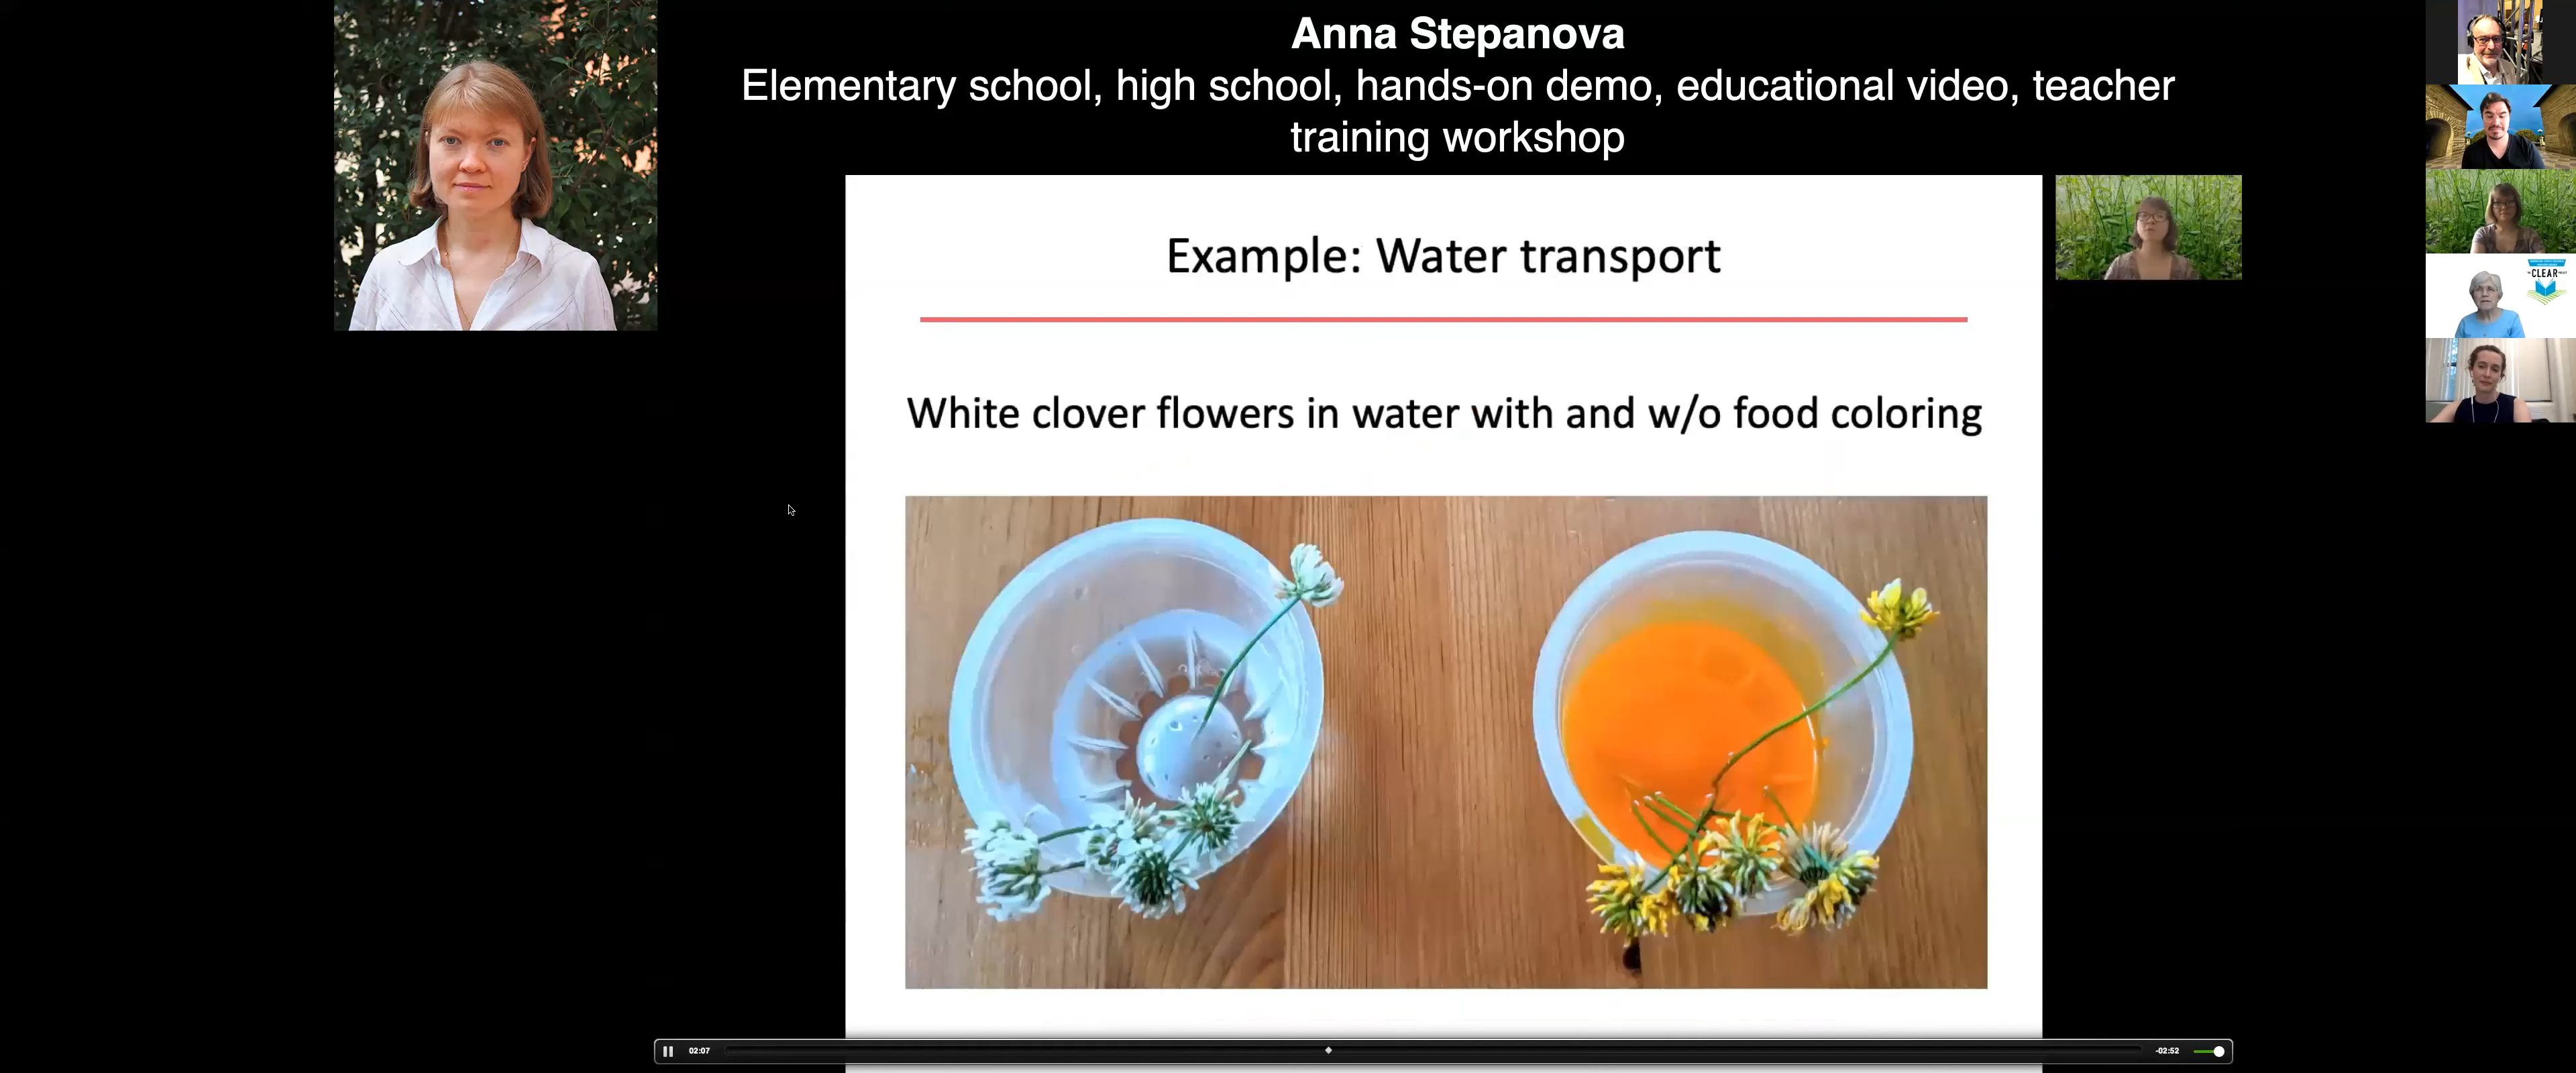 Anna Stepanova
Elementary school, high school, hands-on demo, educational video, teacher
training workshop
Example: Water transport
White clover flowers in water with and w/o food coloring
CLEAR
02:07
-02:52